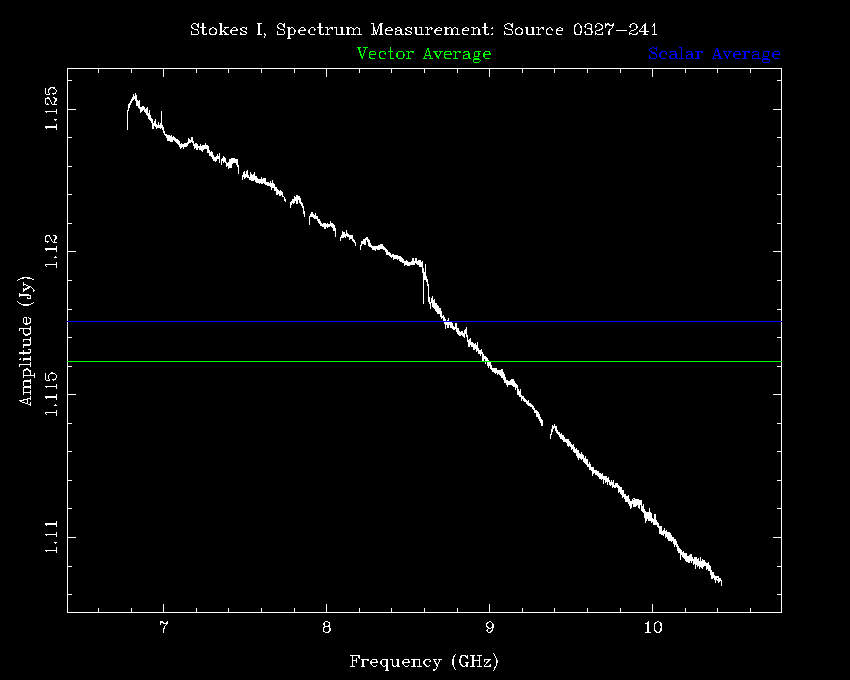 Stokes I, Spectrum Measurement: Source 0327−241
Vector Average
Scalar Average
1.125
1.12
1.115
1.11
Amplitude (Jy)
7 8 9 10
Frequency (GHz)